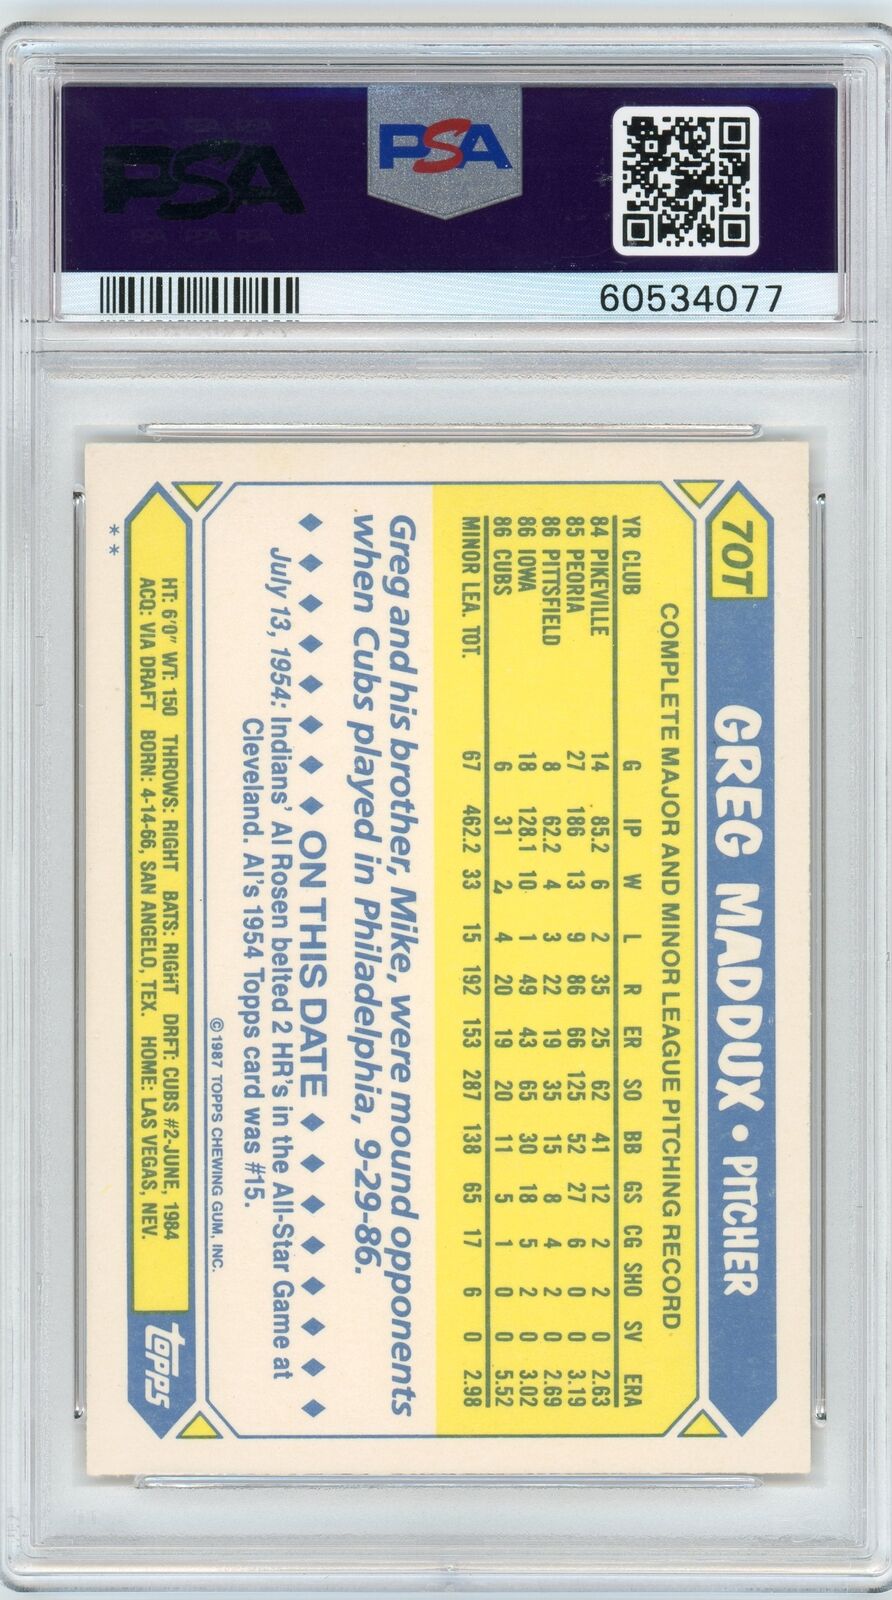 PSA
PSA
60534077
70T
GREG MADDUX • PITCHER
COMPLETE MAJOR AND MINOR LEAGUE PITCHING RECORD
YR CLUB G IP W L R ER SO BB GS CG SHO SV ERA
84 PIKEVILLE 14 85.2 6 2 35 25 62 41 12 2 2 0 2.63
85 PEORIA 27 186 13 9 86 66 125 52 27 6 0 0 3.19
86 PITTSFIELD 8 62.2 4 3 22 19 35 15 8 4 2 0 2.69
86 IOWA 18 128.1 10 1 49 43 65 30 18 5 2 0 3.02
86 CUBS 6 31 2 4 20 19 20 11 5 1 0 0 5.52
MINOR LEA. TOT. 67 462.2 33 15 192 153 287 138 65 17 6 0 2.98
Greg and his brother, Mike, were mound opponents
when Cubs played in Philadelphia, 9-29-86.
ON THIS DATE
July 13, 1954: Indians' Al Rosen belted 2 HR's in the All-Star Game at
Cleveland. Al's 1954 Topps card was #15.
©1987 TOPPS CHEWING GUM, INC.
HT: 6'0" WT: 150 THROWS: RIGHT BATS: RIGHT DRFT: CUBS #2-JUNE, 1984
ACQ: VIA DRAFT BORN: 4-14-66, SAN ANGELO, TEX. HOME: LAS VEGAS, NEV.
topps
**